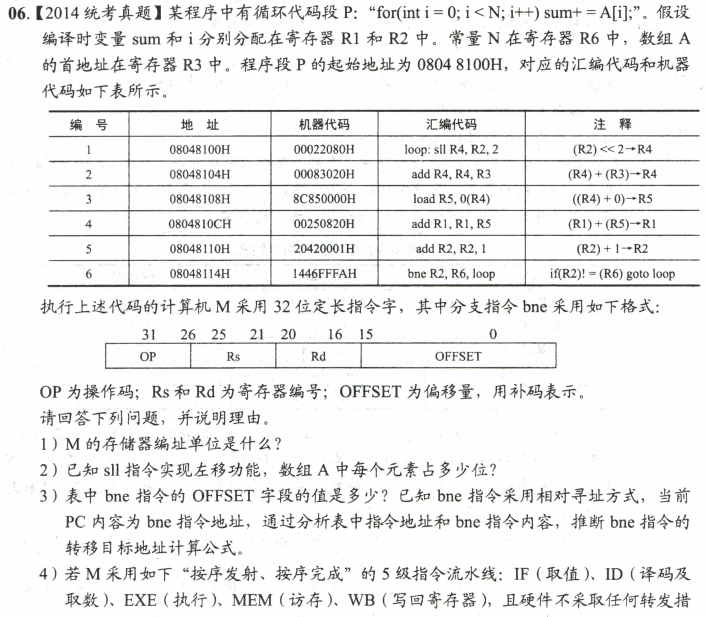 06.【2014 统考真题】某程序中有循环代码段 P:“for(int i = 0; i < N; i++) sum+ = A[i];”。假设
编译时变量 sum 和 i 分别分配在寄存器 R1 和 R2 中。常量 N 在寄存器 R6 中，数组 A
的首地址在寄存器 R3 中。程序段 P 的起始地址为 0804 8100H，对应的汇编代码和机器
代码如下表所示。
编 号 地 址 机器代码 汇编代码 注 释
1 08048100H 00022080H loop: sll R4, R2, 2 (R2) << 2→R4
2 08048104H 00083020H add R4, R4, R3 (R4) + (R3)→R4
3 08048108H 8C850000H load R5, 0(R4) ((R4) + 0)→R5
4 0804810CH 00250820H add R1, R1, R5 (R1) + (R5)→R1
5 08048110H 20420001H add R2, R2, 1 (R2) + 1→R2
6 08048114H 1446FFFAH bne R2, R6, loop if(R2)! = (R6) goto loop
执行上述代码的计算机 M 采用 32 位定长指令字，其中分支指令 bne 采用如下格式：
31 26 25 21 20 16 15 0
OP Rs Rd OFFSET
OP 为操作码；Rs 和 Rd 为寄存器编号；OFFSET 为偏移量，用补码表示。
请回答下列问题，并说明理由。
1）M 的存储器编址单位是什么？
2）已知 sll 指令实现左移功能，数组 A 中每个元素占多少位？
3）表中 bne 指令的 OFFSET 字段的值是多少？已知 bne 指令采用相对寻址方式，当前
PC 内容为 bne 指令地址，通过分析表中指令地址和 bne 指令内容，推断 bne 指令的
转移目标地址计算公式。
4）若 M 采用如下“按序发射、按序完成”的 5 级指令流水线：IF（取值）、ID（译码及
取数）、EXE（执行）、MEM（访存）、WB（写回寄存器），且硬件不采取任何转发措